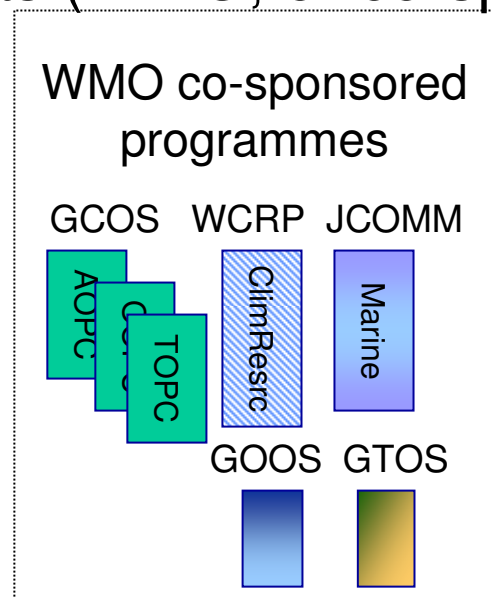 WMO co-sponsored
programmes
GCOS WCRP JCOMM
AOPC
TOPC
ClimResrc
Marine
GOOS GTOS